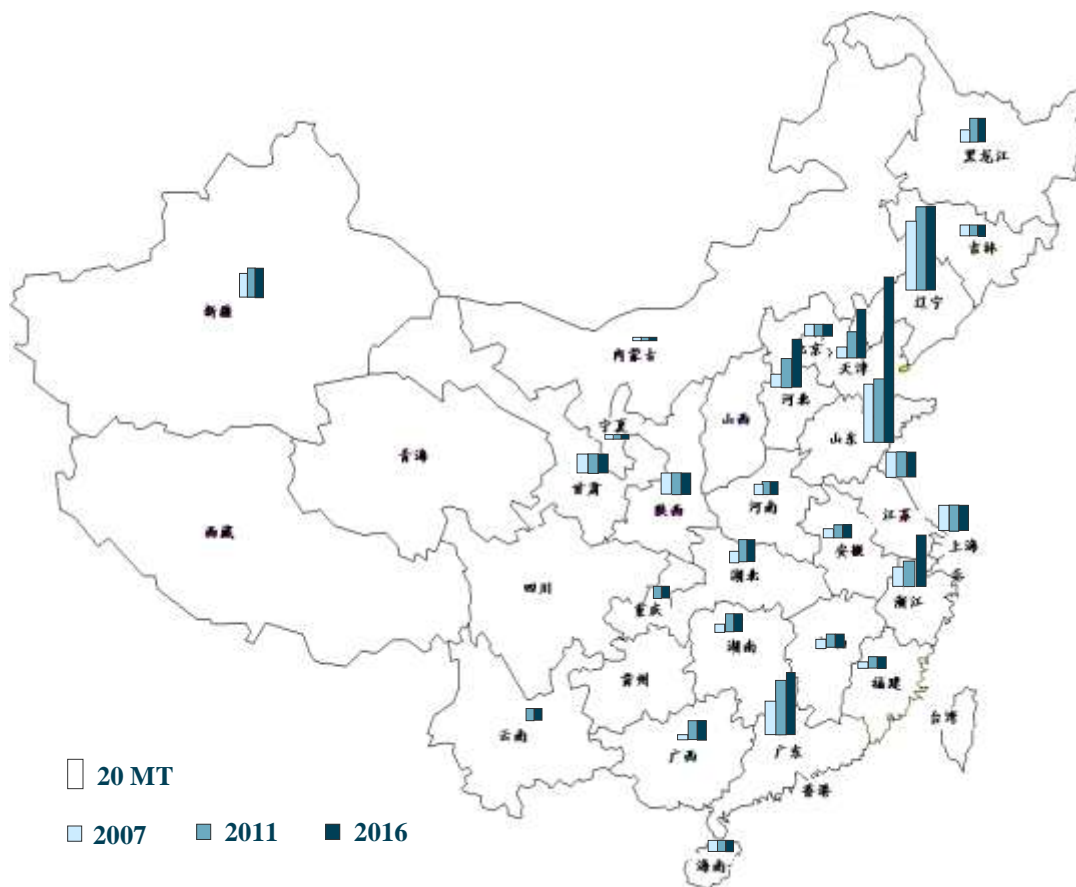 黑龙江
吉林
辽宁
新疆
内蒙古
北京
天津
河北
宁夏
山西
山东
青海
甘肃
陕西
河南
江苏
西藏
安徽
上海
四川
湖北
浙江
重庆
湖南
贵州
福建
台湾
云南
广西
广东
20 MT
香港
2007
2011
2016
海南